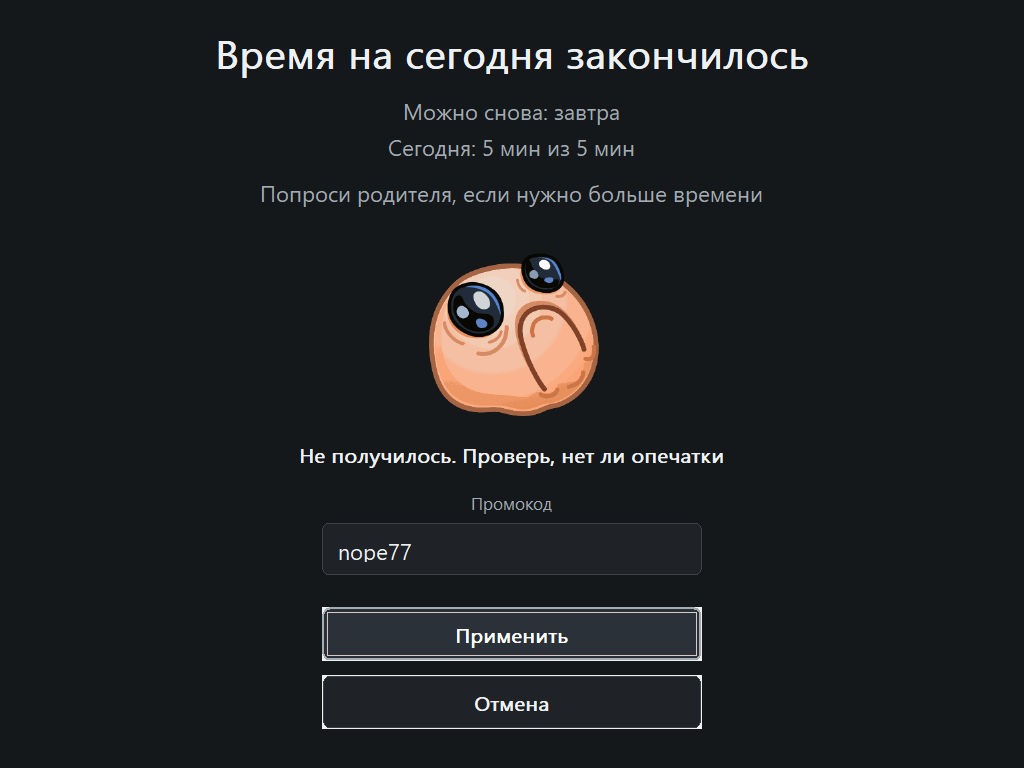 Время на сегодня закончилось
Можно снова: завтра
Сегодня: 5 мин из 5 мин
Попроси родителя, если нужно больше времени
Не получилось. Проверь, нет ли опечатки
Промокод
nope77
Применить
Отмена